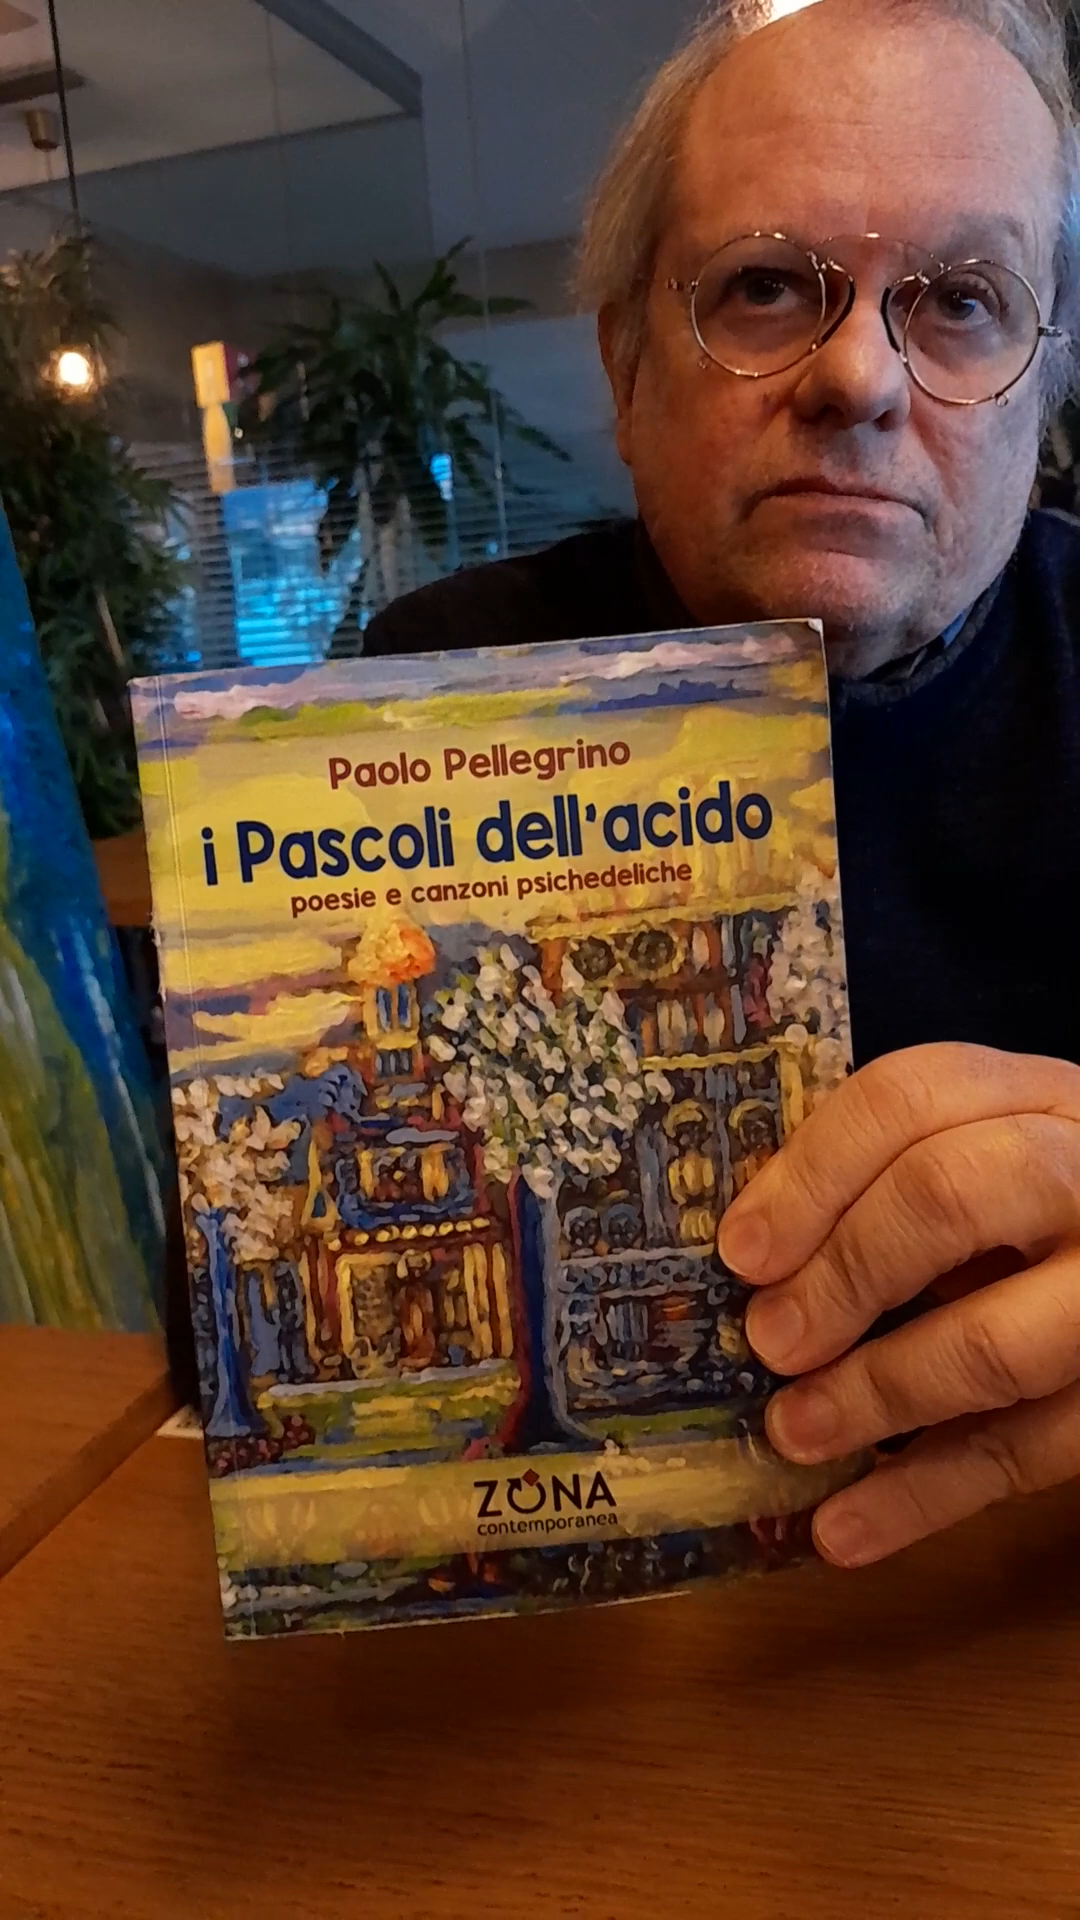 Paolo Pellegrino
i Pascoli dell'acido
poesie e canzoni psichedeliche
ZONA
contemporanea